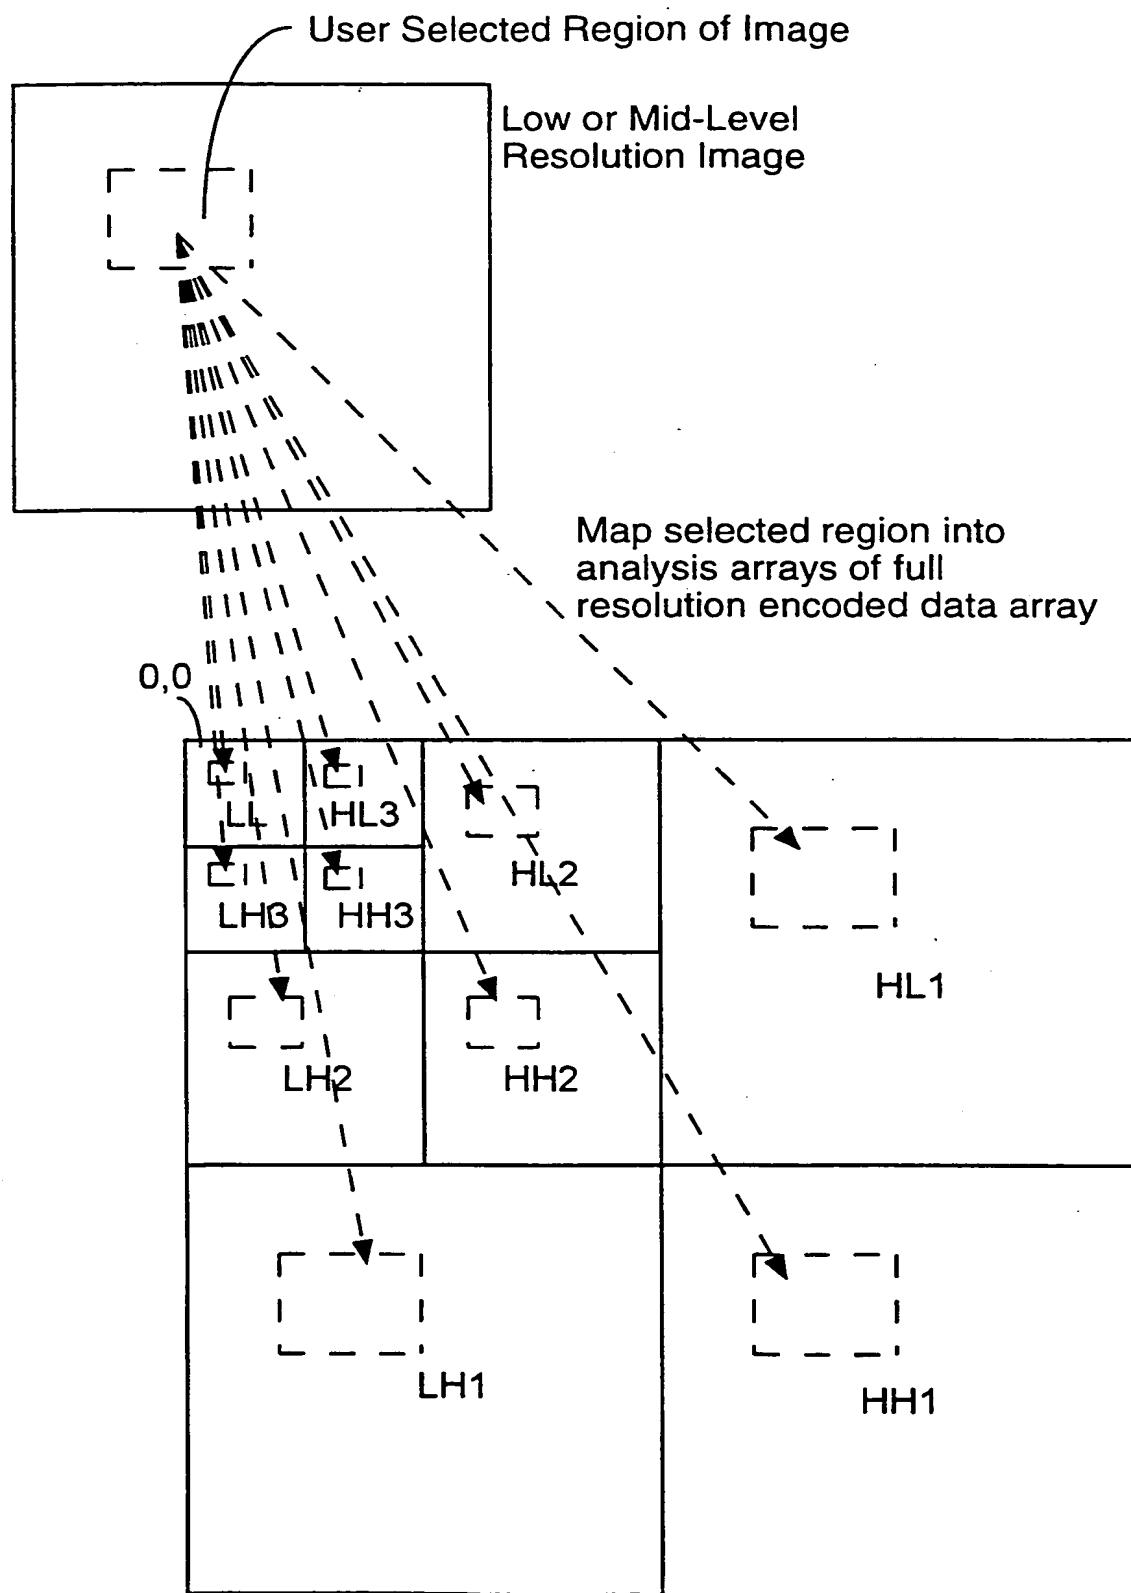 User Selected Region of Image
Low or Mid-Level
Resolution Image
Map selected region into
analysis arrays of full
resolution encoded data array
0,0
LL
HL3
HL2
LH3
HH3
HL1
LH2
HH2
LH1
HH1